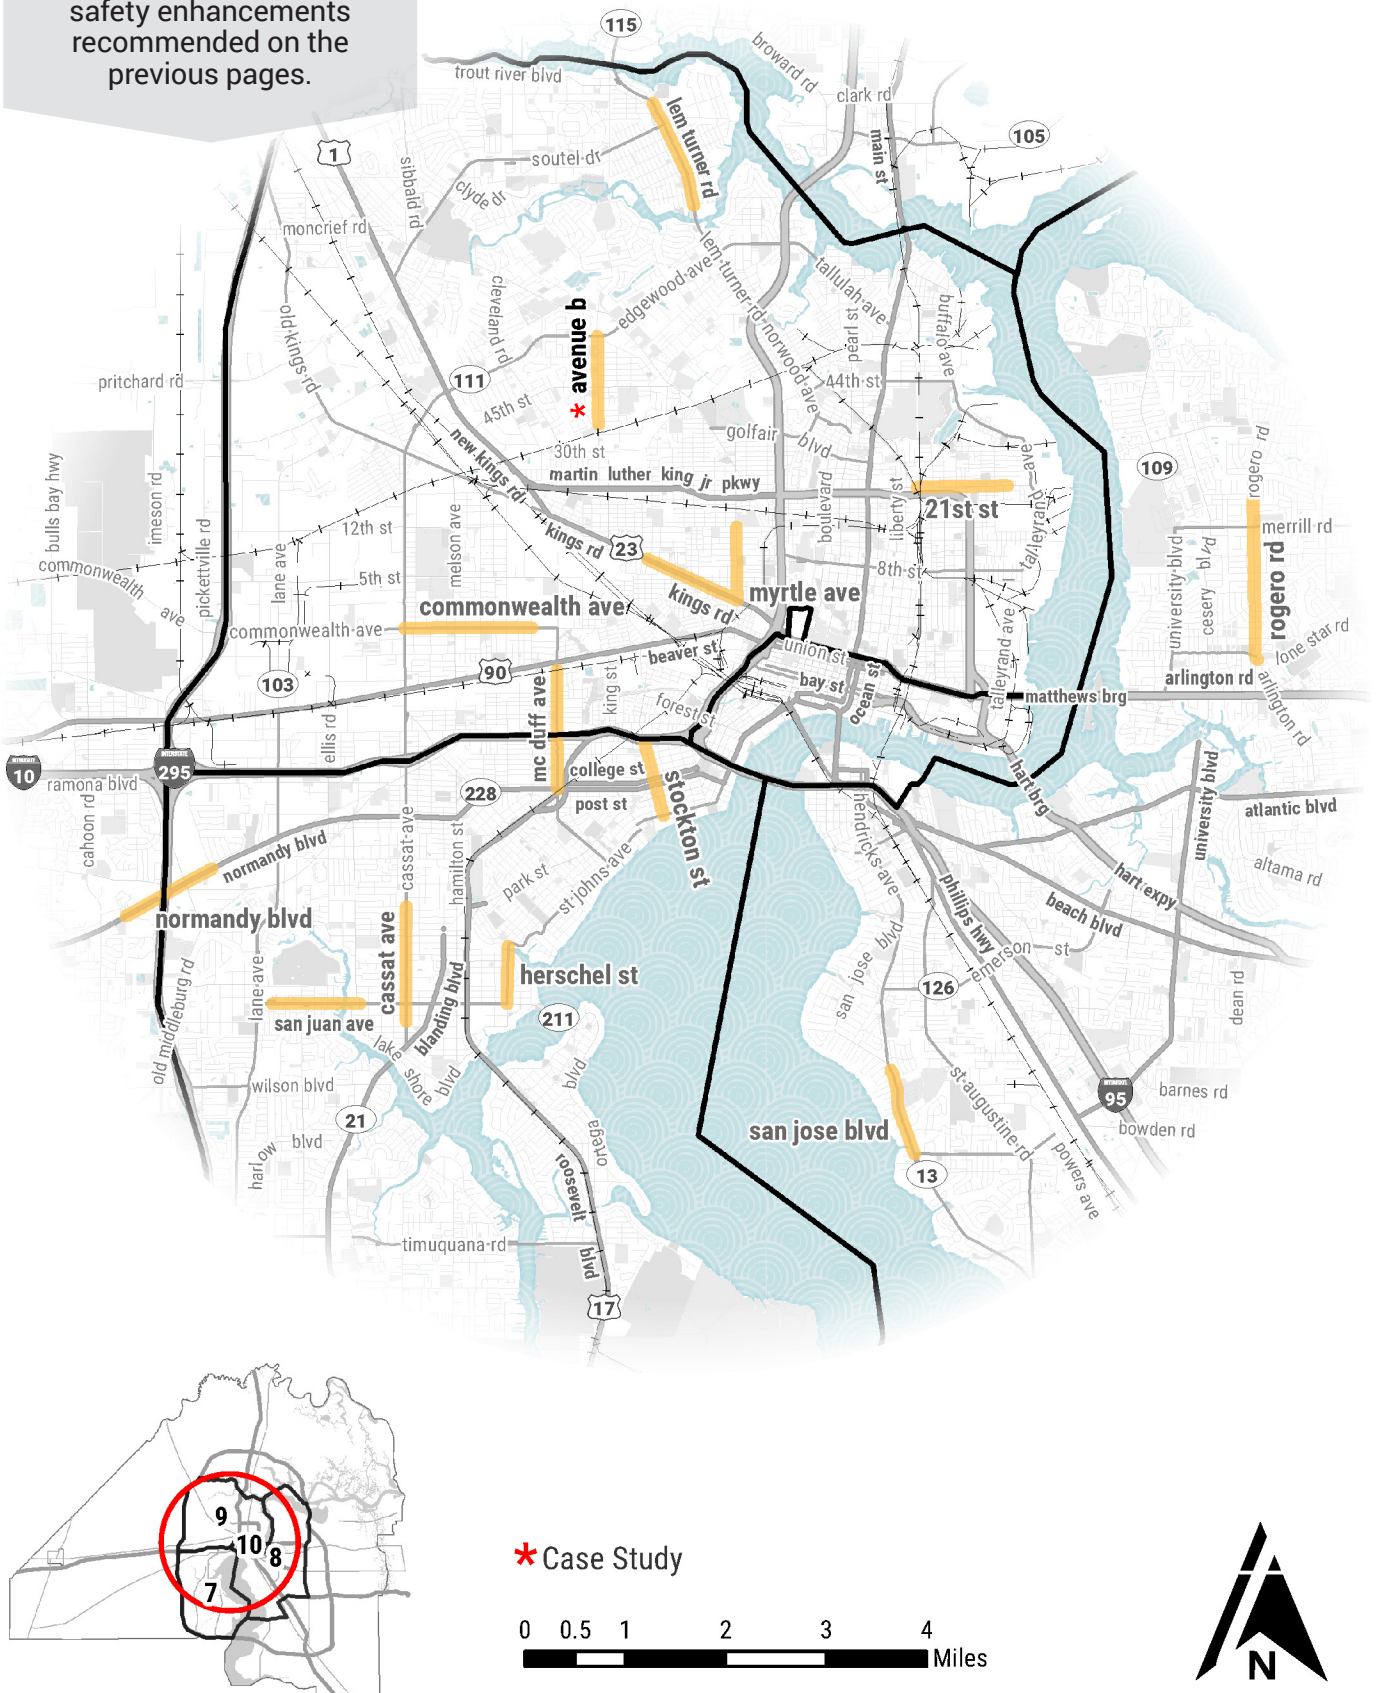 safety enhancements
recommended on the
previous pages.
115
trout river blvd
broward rd
clark rd
lem turner rd
main st
105
1
soutel dr
sibbald rd
clyde dr
moncrief rd
lem turner rd
edgewood ave
tallulah ave
cleveland rd
old kings rd
avenue b
*
norwood ave
pearl st
buffalo ave
pritchard rd
111
45th st
44th st
golfair blvd
30th st
new kings rd
martin luther king jr pkwy
109
rogero rd
bulls bay hwy
imeson rd
pickettville rd
12th st
melson ave
kings rd
23
boulevard
liberty st
21st st
talleyrand ave
merrill rd
university blvd
cesery blvd
rogero rd
commonwealth ave
lane ave
5th st
8th st
commonwealth ave
kings rd
myrtle ave
commonwealth ave
beaver st
union st
lone star rd
90
103
mc duff ave
king st
bay st
ocean st
talleyrand ave
arlington rd
matthews brg
arlington rd
forest st
ellis rd
10
295
INTERSTATE
INTERSTATE
ramona blvd
college st
post st
stockton st
228
hart brg
university blvd
atlantic blvd
cahoon rd
normandy blvd
cassat ave
hamilton st
park st
st johns ave
hendricks ave
altama rd
normandy blvd
phillips hwy
hart expy
beach blvd
emerson st
cassat ave
herschel st
san jose blvd
126
dean rd
old middleburg rd
lane ave
san juan ave
blanding blvd
211
lake shore blvd
ortega blvd
wilson blvd
21
st augustine rd
95
INTERSTATE
barnes rd
bowden rd
harlow blvd
san jose blvd
13
powers ave
roosevelt blvd
timuquana rd
17
9
10
8
7
* Case Study
0 0.5 1 2 3 4
Miles
N